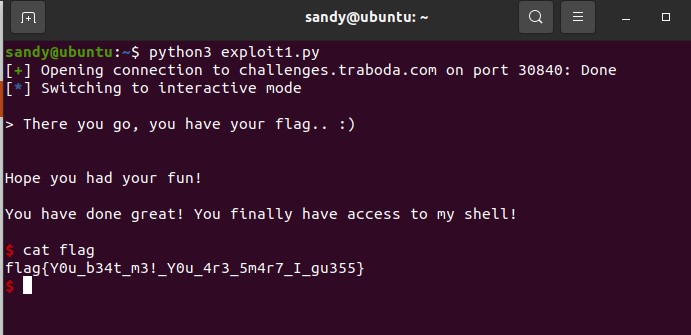 sandy@ubuntu: ~
sandy@ubuntu:~$ python3 exploit1.py
[+] Opening connection to challenges.traboda.com on port 30840: Done
[*] Switching to interactive mode
> There you go, you have your flag.. :)
Hope you had your fun!
You have done great! You finally have access to my shell!
$ cat flag
flag{Y0u_b34t_m3!_Y0u_4r3_5m4r7_I_gu355}
$